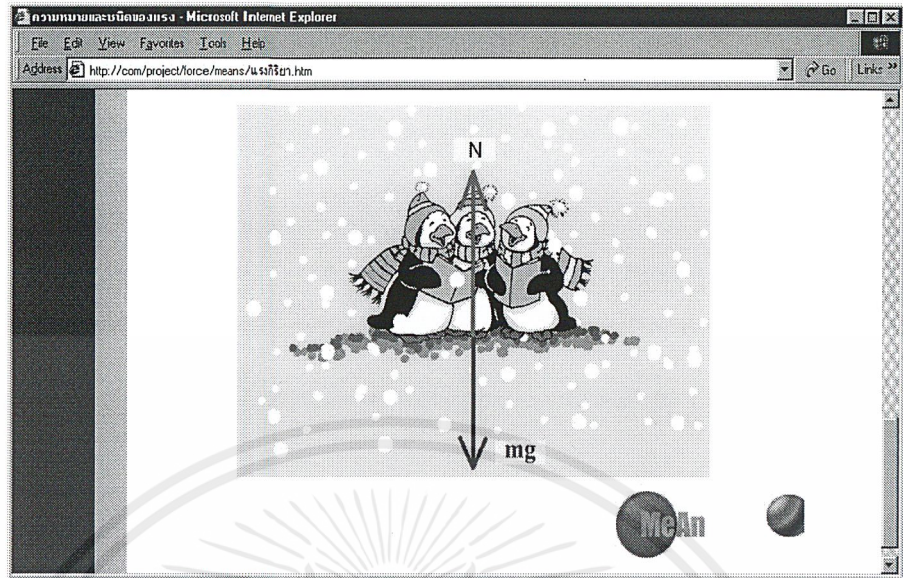 ความหมายและชนิดของแรง - Microsoft Internet Explorer
File Edit View Favorites Tools Help
Address http://com/project/force/means/แรงกิริยา.htm Go Links »
N
mg
MeAn